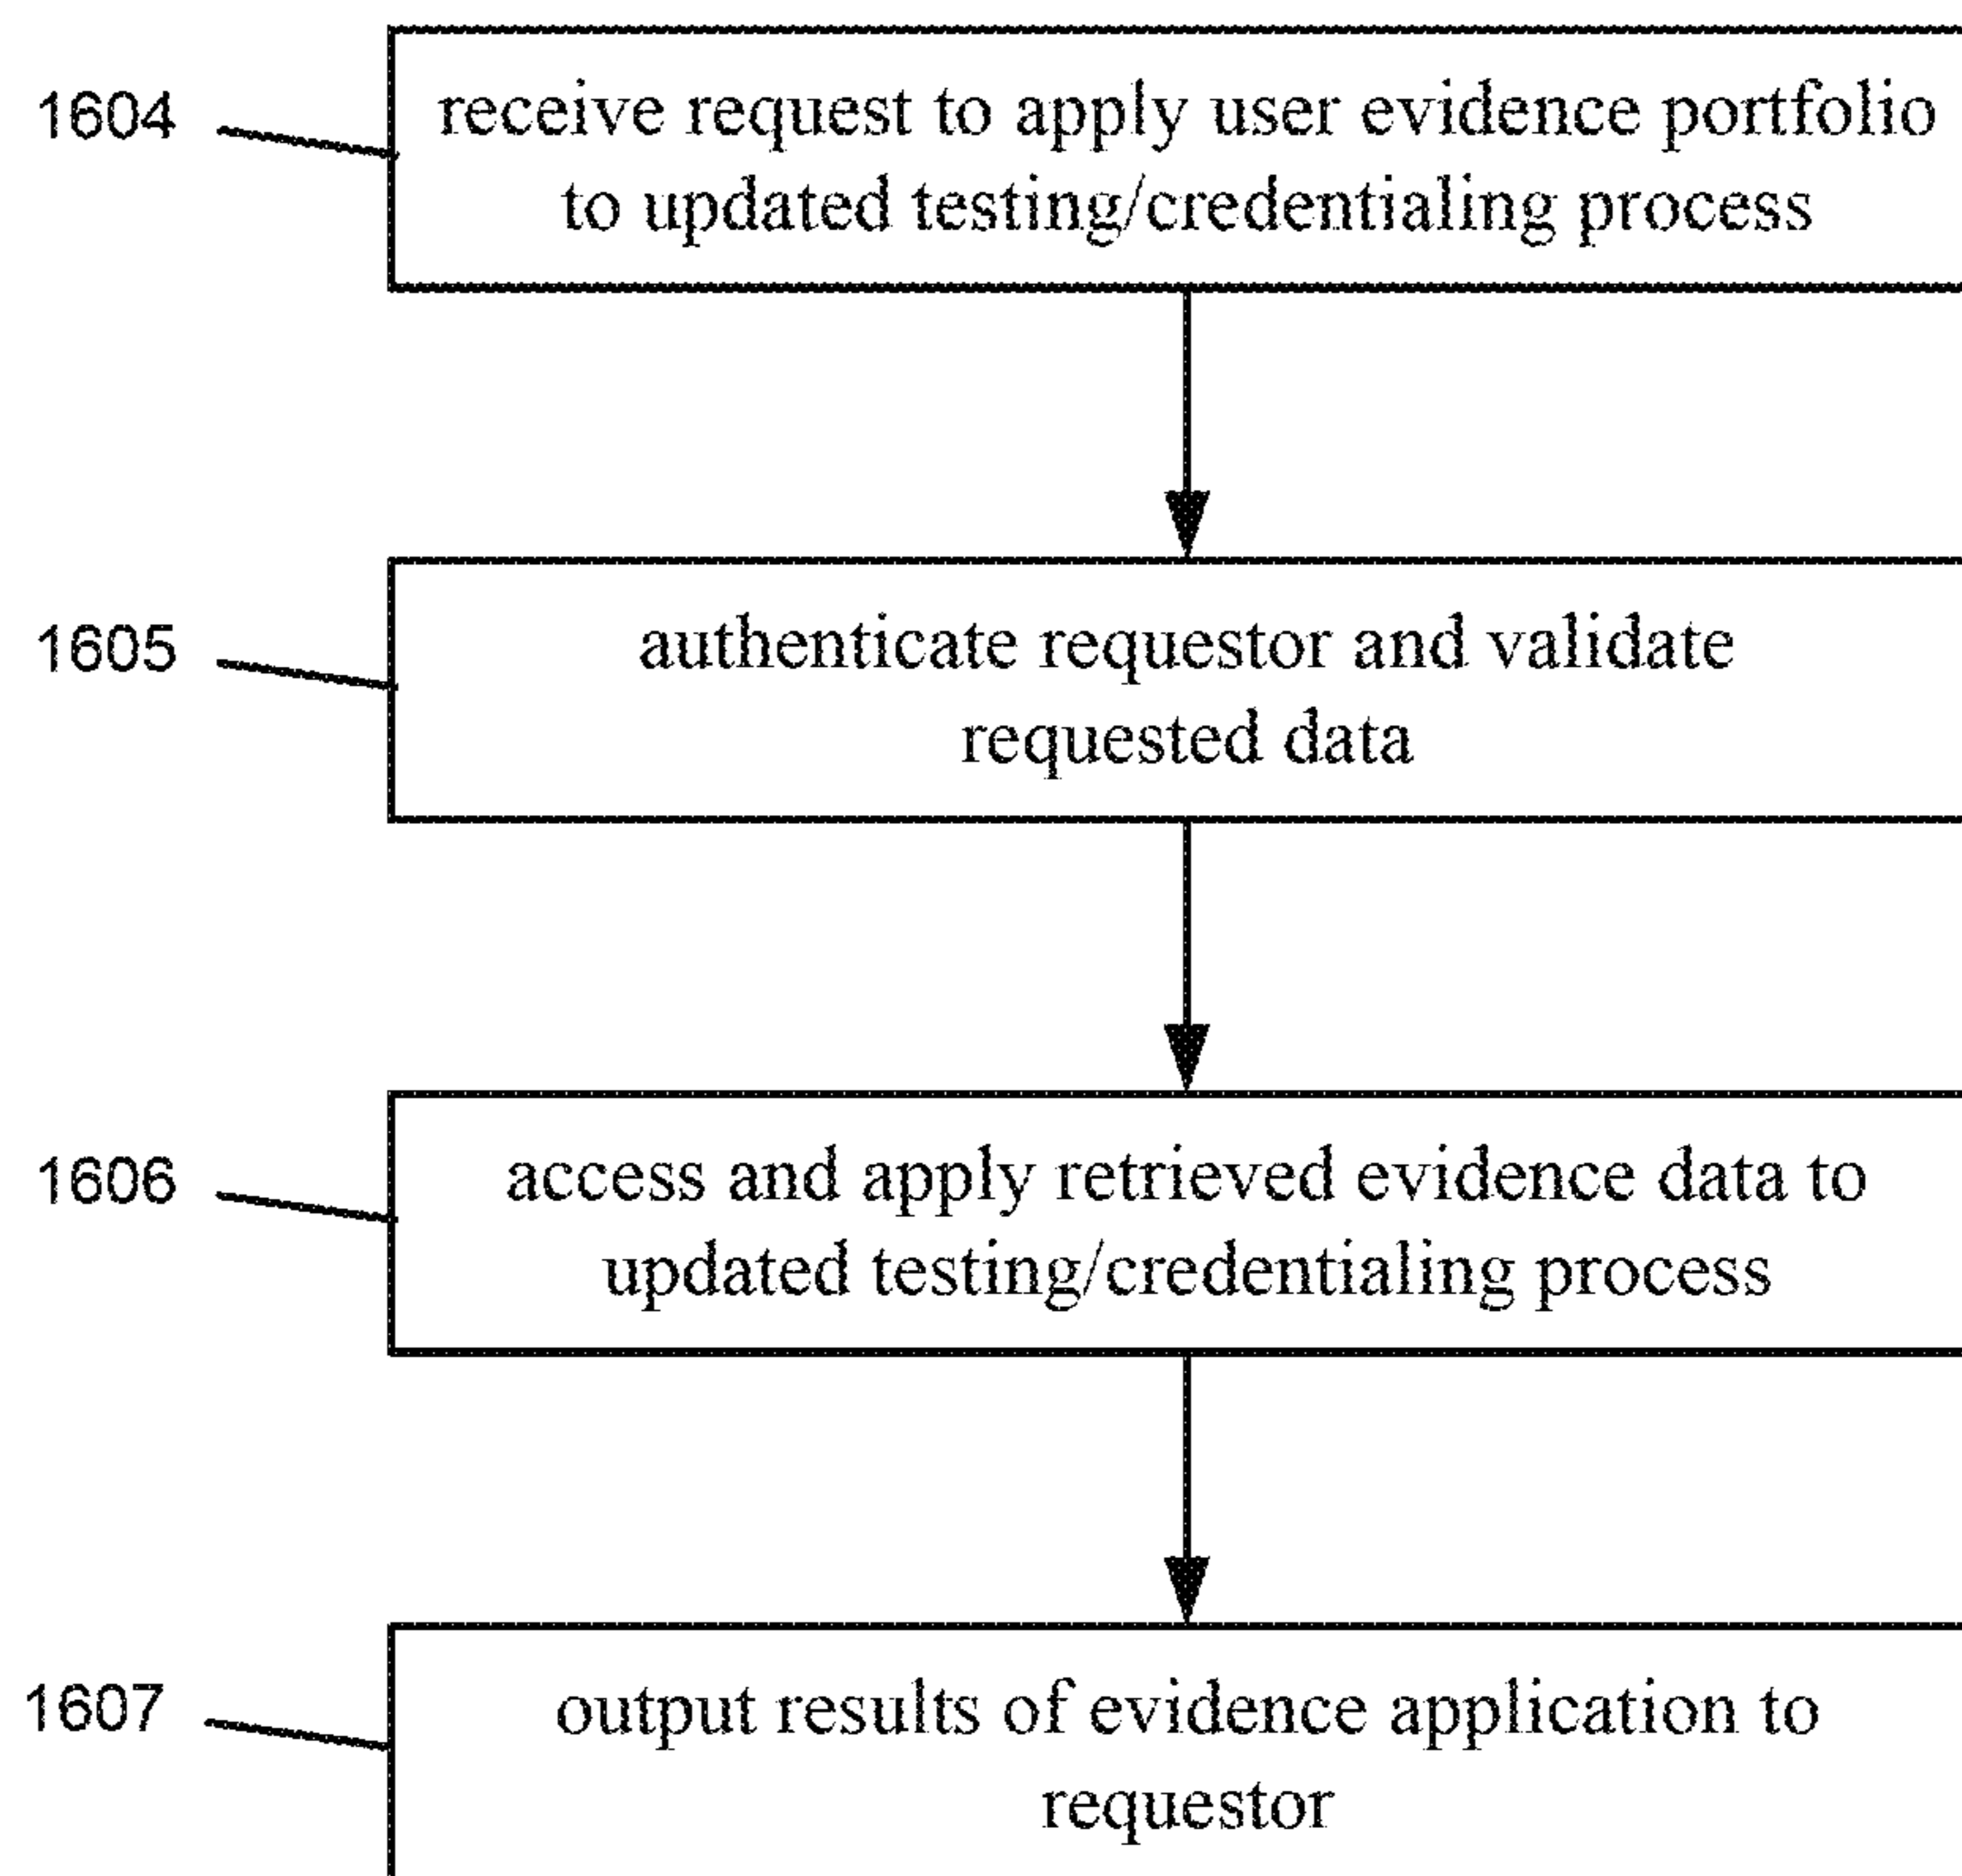 1604
receive request to apply user evidence portfolio
to updated testing/credentialing process
1605
authenticate requestor and validate
requested data
1606
access and apply retrieved evidence data to
updated testing/credentialing process
1607
output results of evidence application to
requestor